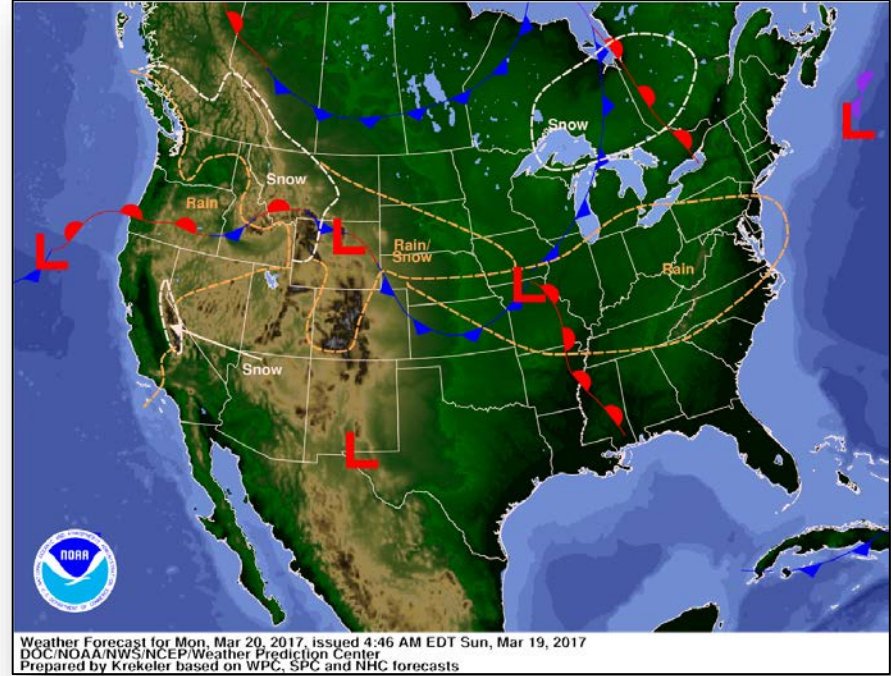 Snow
Snow
Rain
Rain/
Snow
Rain
Snow
L
L
L
L
L
NOAA
Weather Forecast for Mon, Mar 20, 2017, issued 4:46 AM EDT Sun, Mar 19, 2017
DOC/NOAA/NWS/NCEP/Weather Prediction Center
Prepared by Krekeler based on WPC, SPC and NHC forecasts